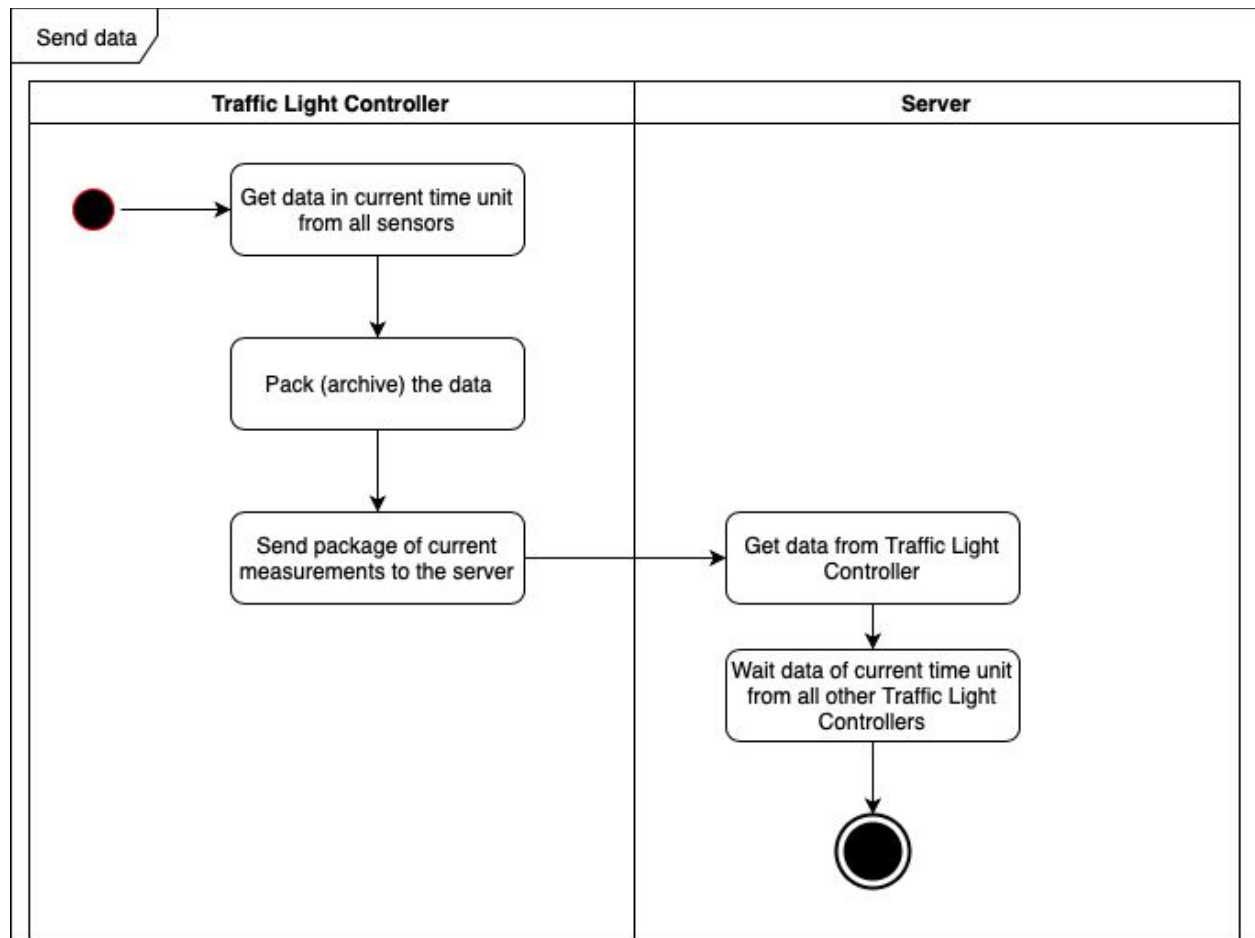 Send data
Traffic Light Controller
Server
Get data in current time unit
from all sensors
Pack (archive) the data
Send package of current
measurements to the server
Get data from Traffic Light
Controller
Wait data of current time unit
from all other Traffic Light
Controllers